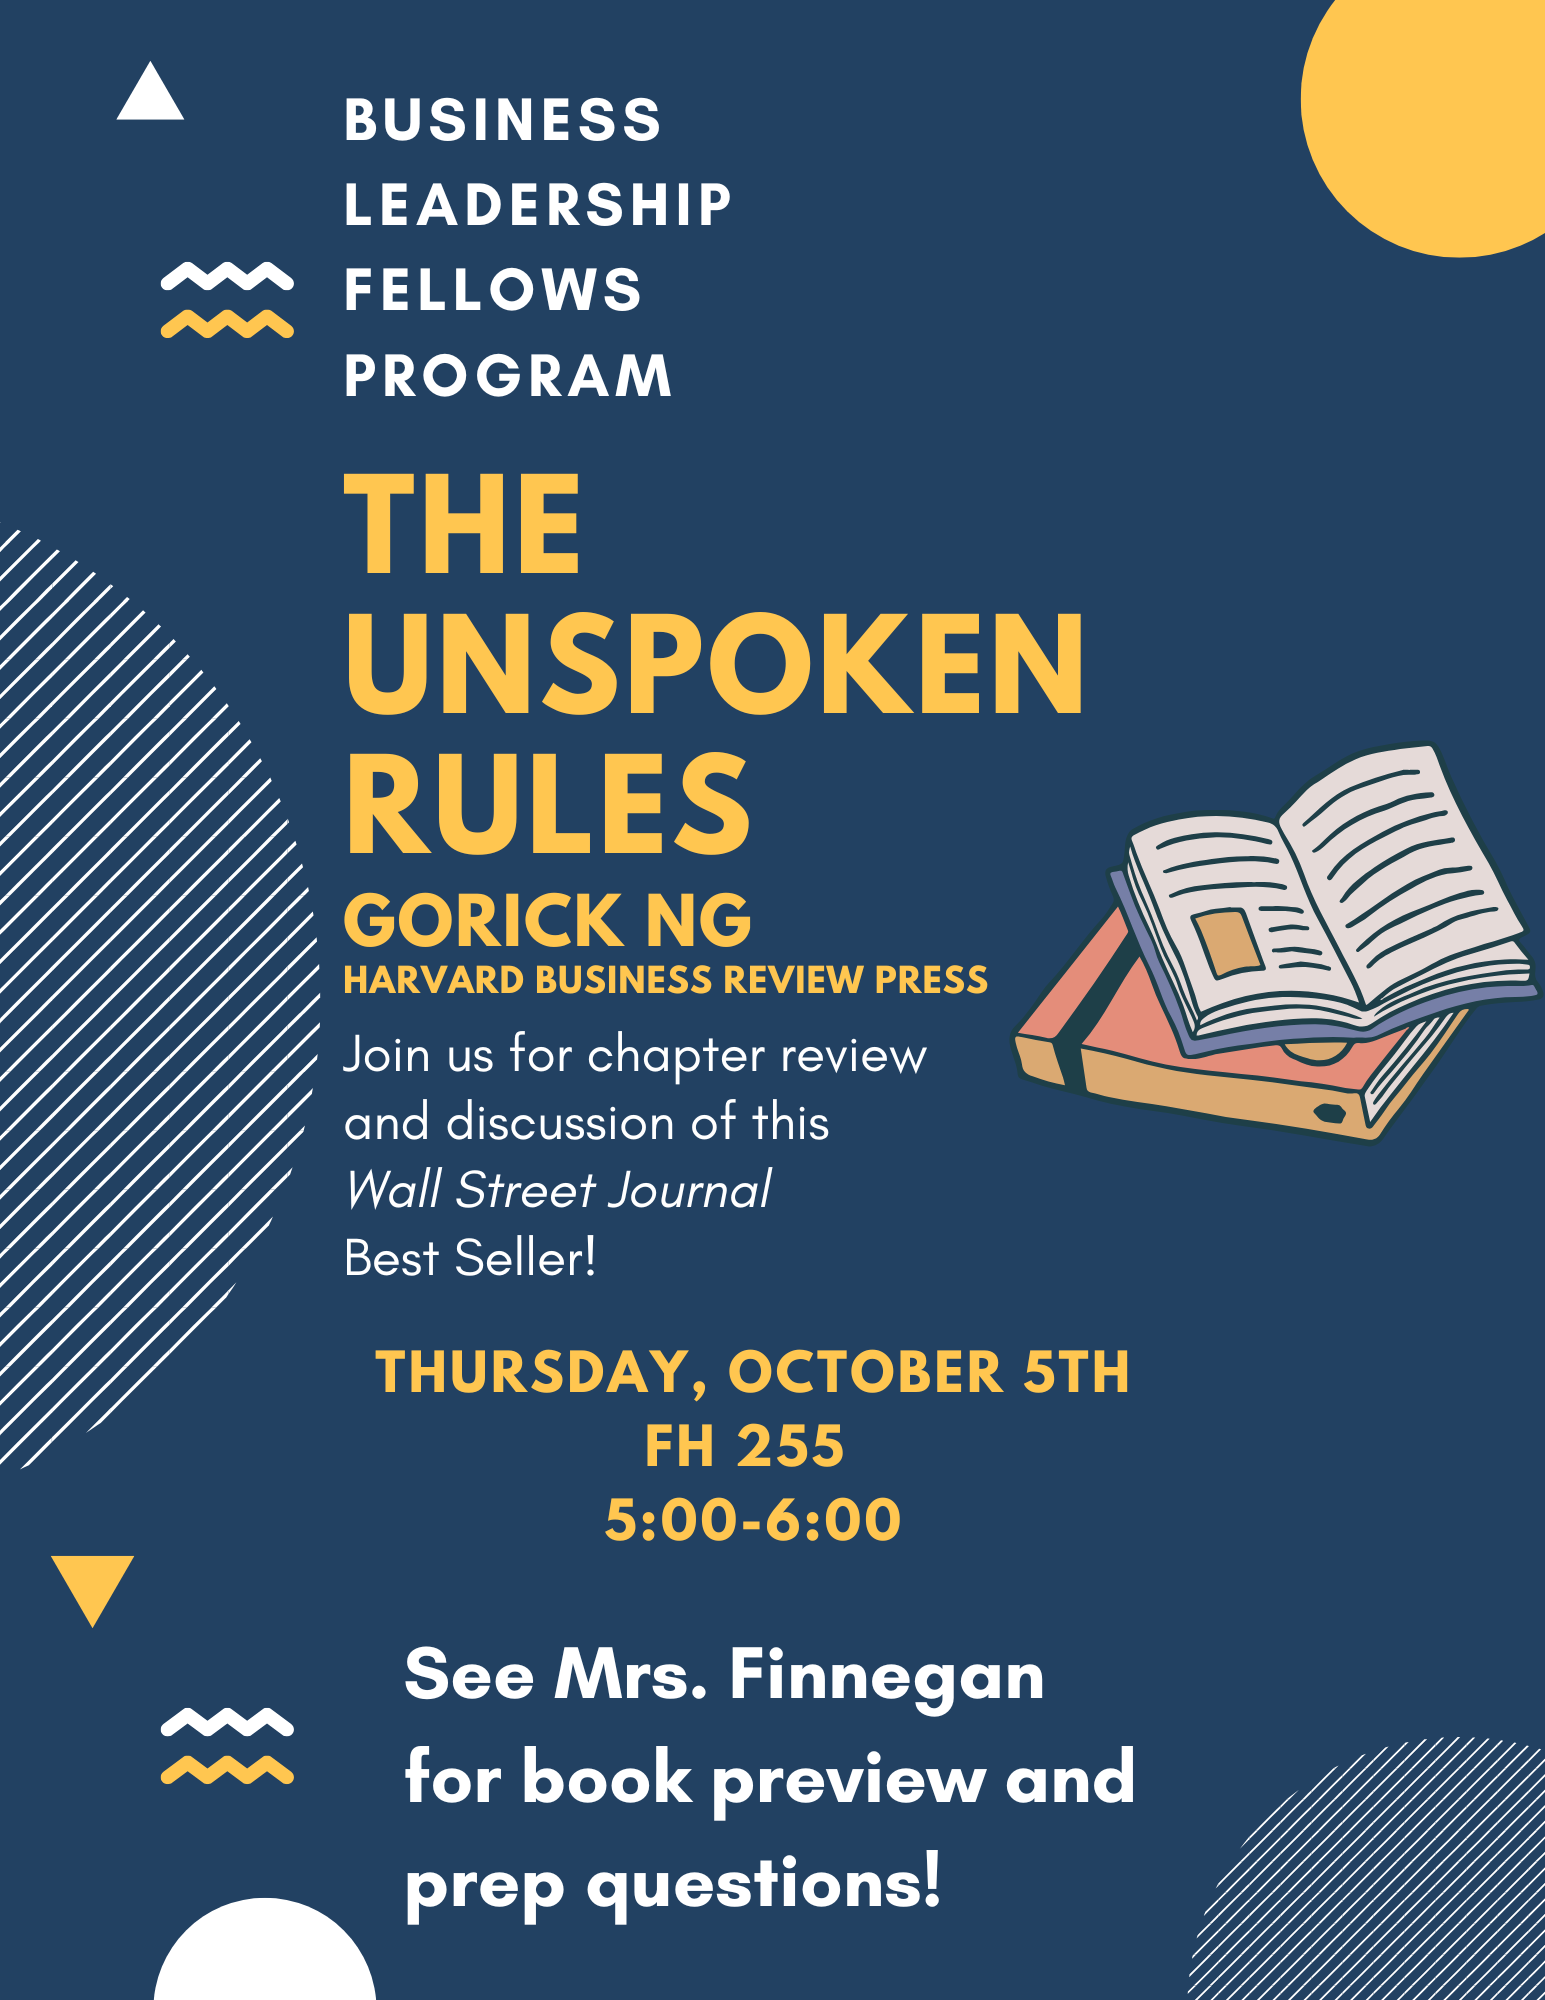 BUSINESS
LEADERSHIP
FELLOWS
PROGRAM
THE
UNSPOKEN
RULES
GORICK NG
HARVARD BUSINESS REVIEW PRESS
Join us for chapter review
and discussion of this
Wall Street Journal
Best Seller!
THURSDAY, OCTOBER 5TH
FH 255
5:00-6:00
See Mrs. Finnegan
for book preview and
prep questions!